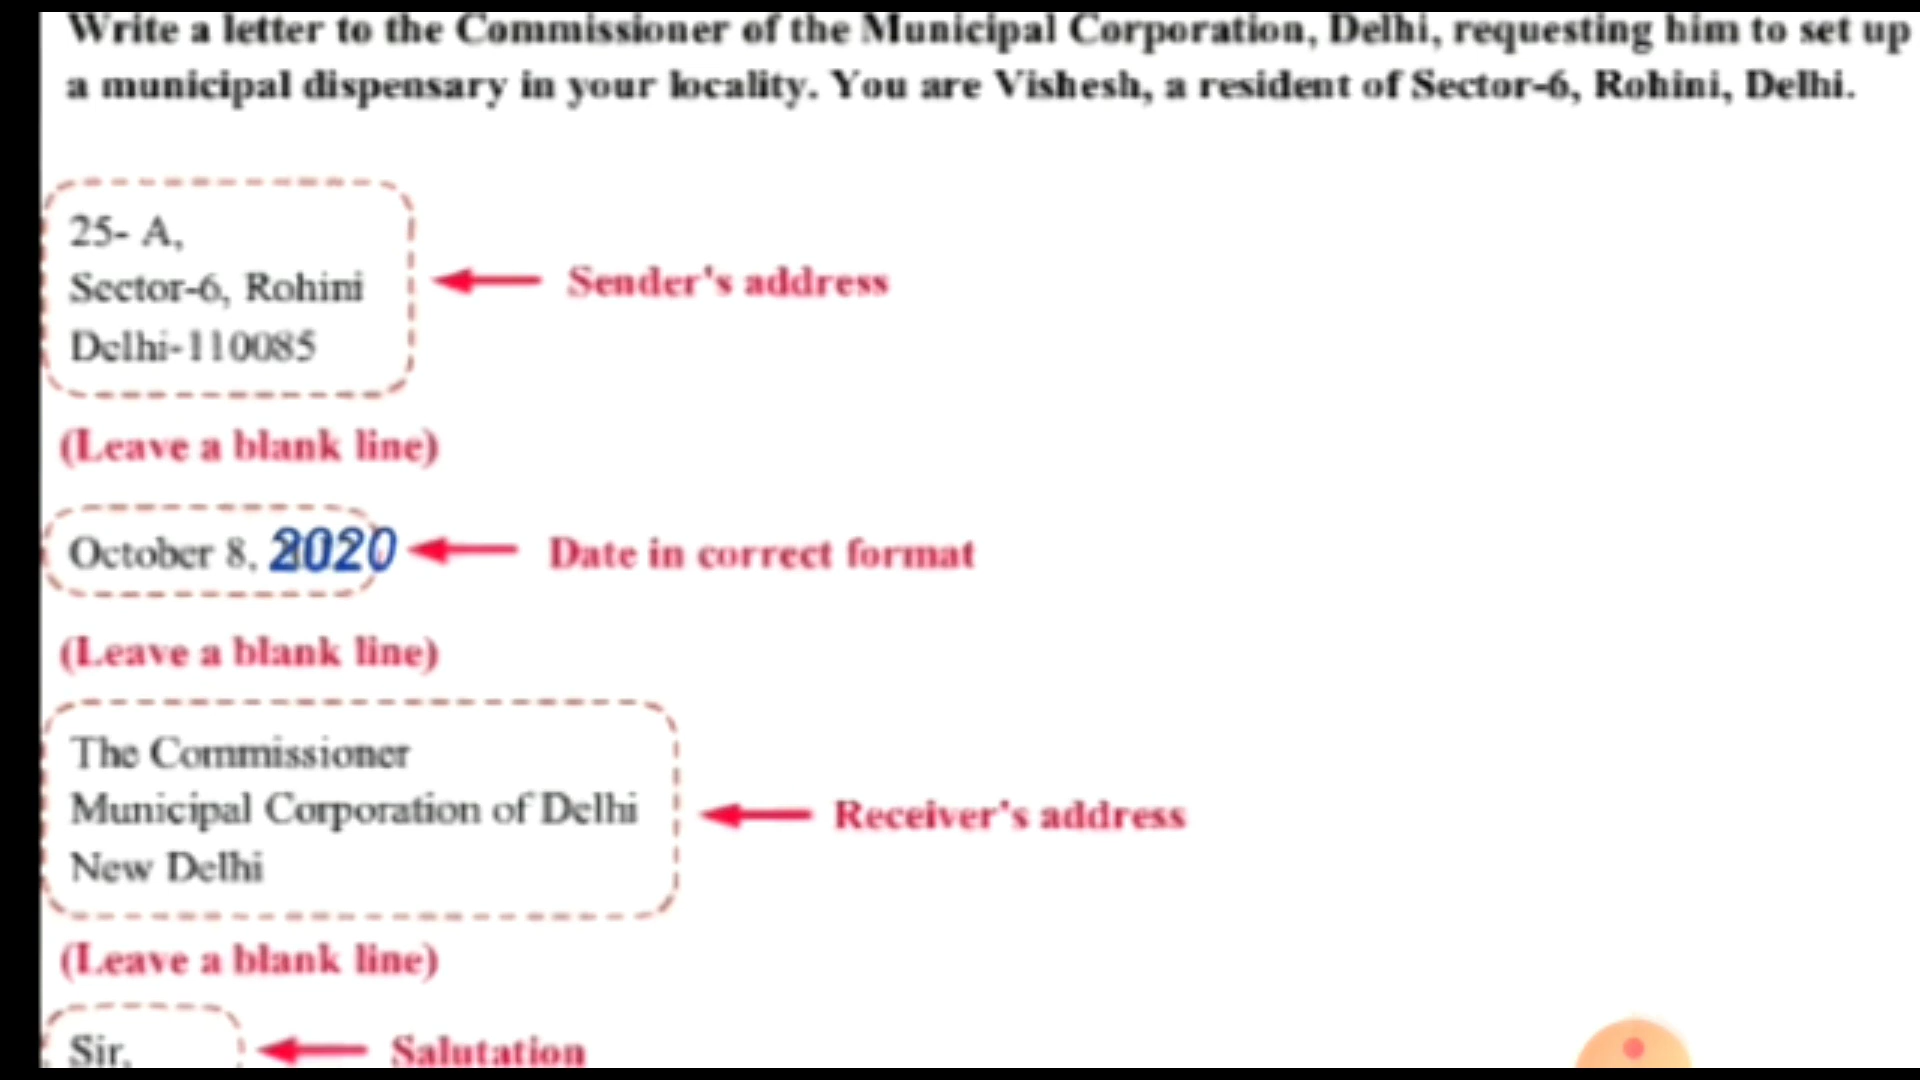 Write a letter to the Commissioner of the Municipal Corporation, Delhi, requesting him to set up
a municipal dispensary in your locality. You are Vishesh, a resident of Sector-6, Rohini, Delhi.
25- A,
Sector-6, Rohini
Delhi-110085
Sender's address
(Leave a blank line)
October 8, 2020
Date in correct format
(Leave a blank line)
The Commissioner
Municipal Corporation of Delhi
New Delhi
Receiver's address
(Leave a blank line)
Sir,
Salutation